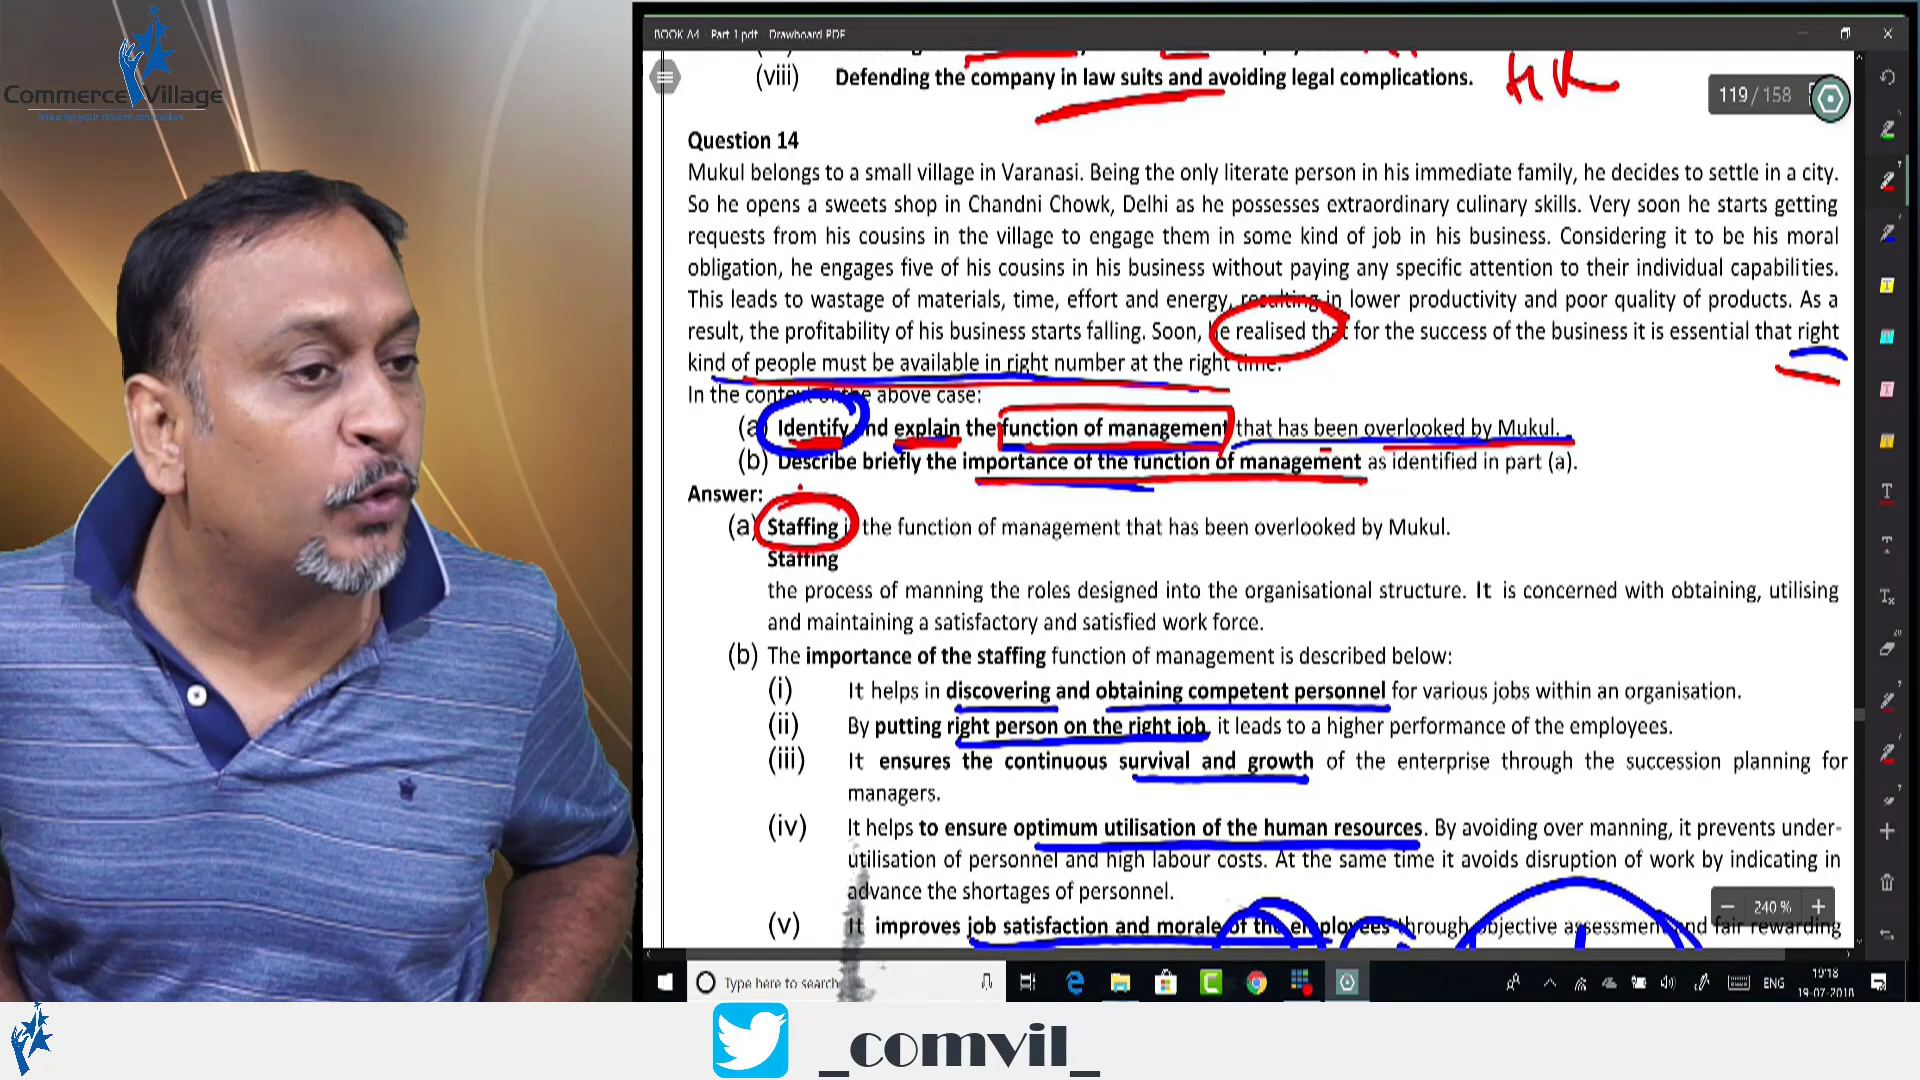 Commerce Village
BOOK A4 - Part 1.pdf - Drawboard PDF
(viii) Defending the company in law suits and avoiding legal complications.
HR
119 / 158
Question 14
Mukul belongs to a small village in Varanasi. Being the only literate person in his immediate family, he decides to settle in a city.
So he opens a sweets shop in Chandni Chowk, Delhi as he possesses extraordinary culinary skills. Very soon he starts getting
requests from his cousins in the village to engage them in some kind of job in his business. Considering it to be his moral
obligation, he engages five of his cousins in his business without paying any specific attention to their individual capabilities.
This leads to wastage of materials, time, effort and energy, resulting in lower productivity and poor quality of products. As a
result, the profitability of his business starts falling. Soon, he realised that for the success of the business it is essential that right
kind of people must be available in right number at the right time.
In the context of the above case:
(a) Identify and explain the function of management that has been overlooked by Mukul.
(b) Describe briefly the importance of the function of management as identified in part (a).
Answer:
(a) Staffing is the function of management that has been overlooked by Mukul.
Staffing
the process of manning the roles designed into the organisational structure. It is concerned with obtaining, utilising
and maintaining a satisfactory and satisfied work force.
(b) The importance of the staffing function of management is described below:
(i) It helps in discovering and obtaining competent personnel for various jobs within an organisation.
(ii) By putting right person on the right job, it leads to a higher performance of the employees.
(iii) It ensures the continuous survival and growth of the enterprise through the succession planning for
managers.
(iv) It helps to ensure optimum utilisation of the human resources. By avoiding over manning, it prevents under-
utilisation of personnel and high labour costs. At the same time it avoids disruption of work by indicating in
advance the shortages of personnel.
240 %
(v) It improves job satisfaction and morale of the employees through objective assessment and fair rewarding
Type here to search
ENG
19:18
19-07-2018
_comvil_